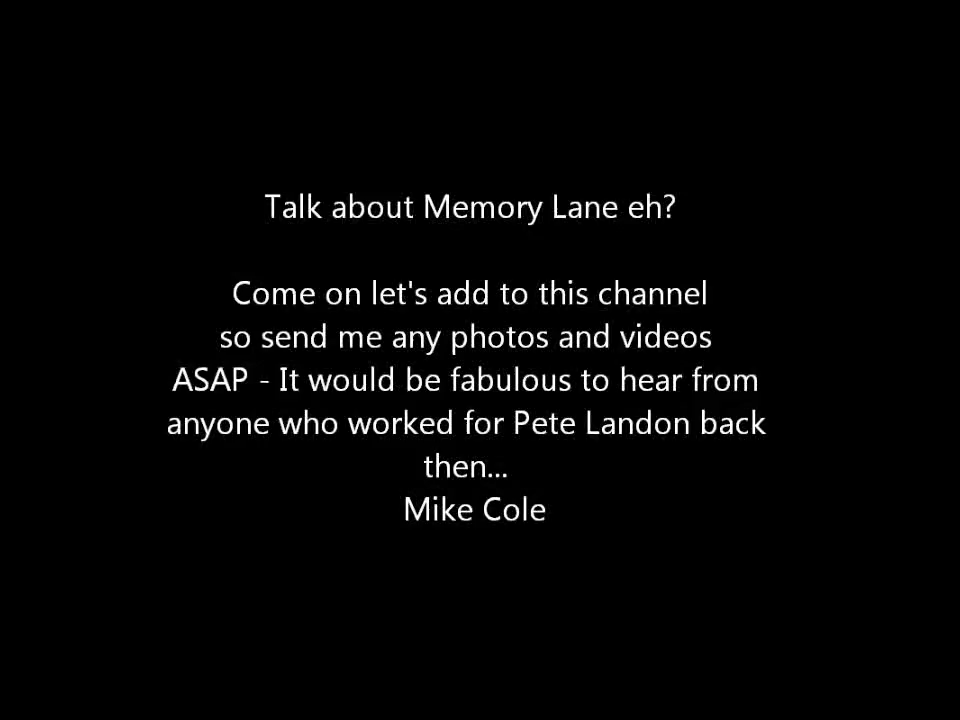 Talk about Memory Lane eh?
Come on let's add to this channel
so send me any photos and videos
ASAP - It would be fabulous to hear from
anyone who worked for Pete Landon back
then...
Mike Cole